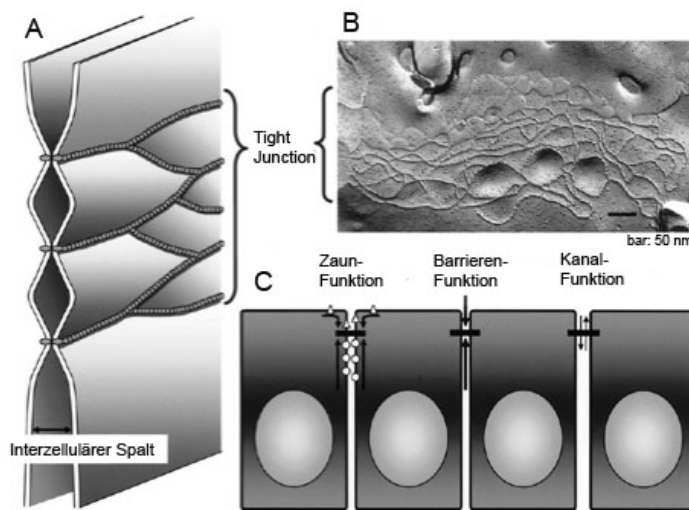 A
B
Tight
Junction
bar: 50 nm
C
Zaun-
Funktion
Barrieren-
Funktion
Kanal-
Funktion
Interzellulärer Spalt